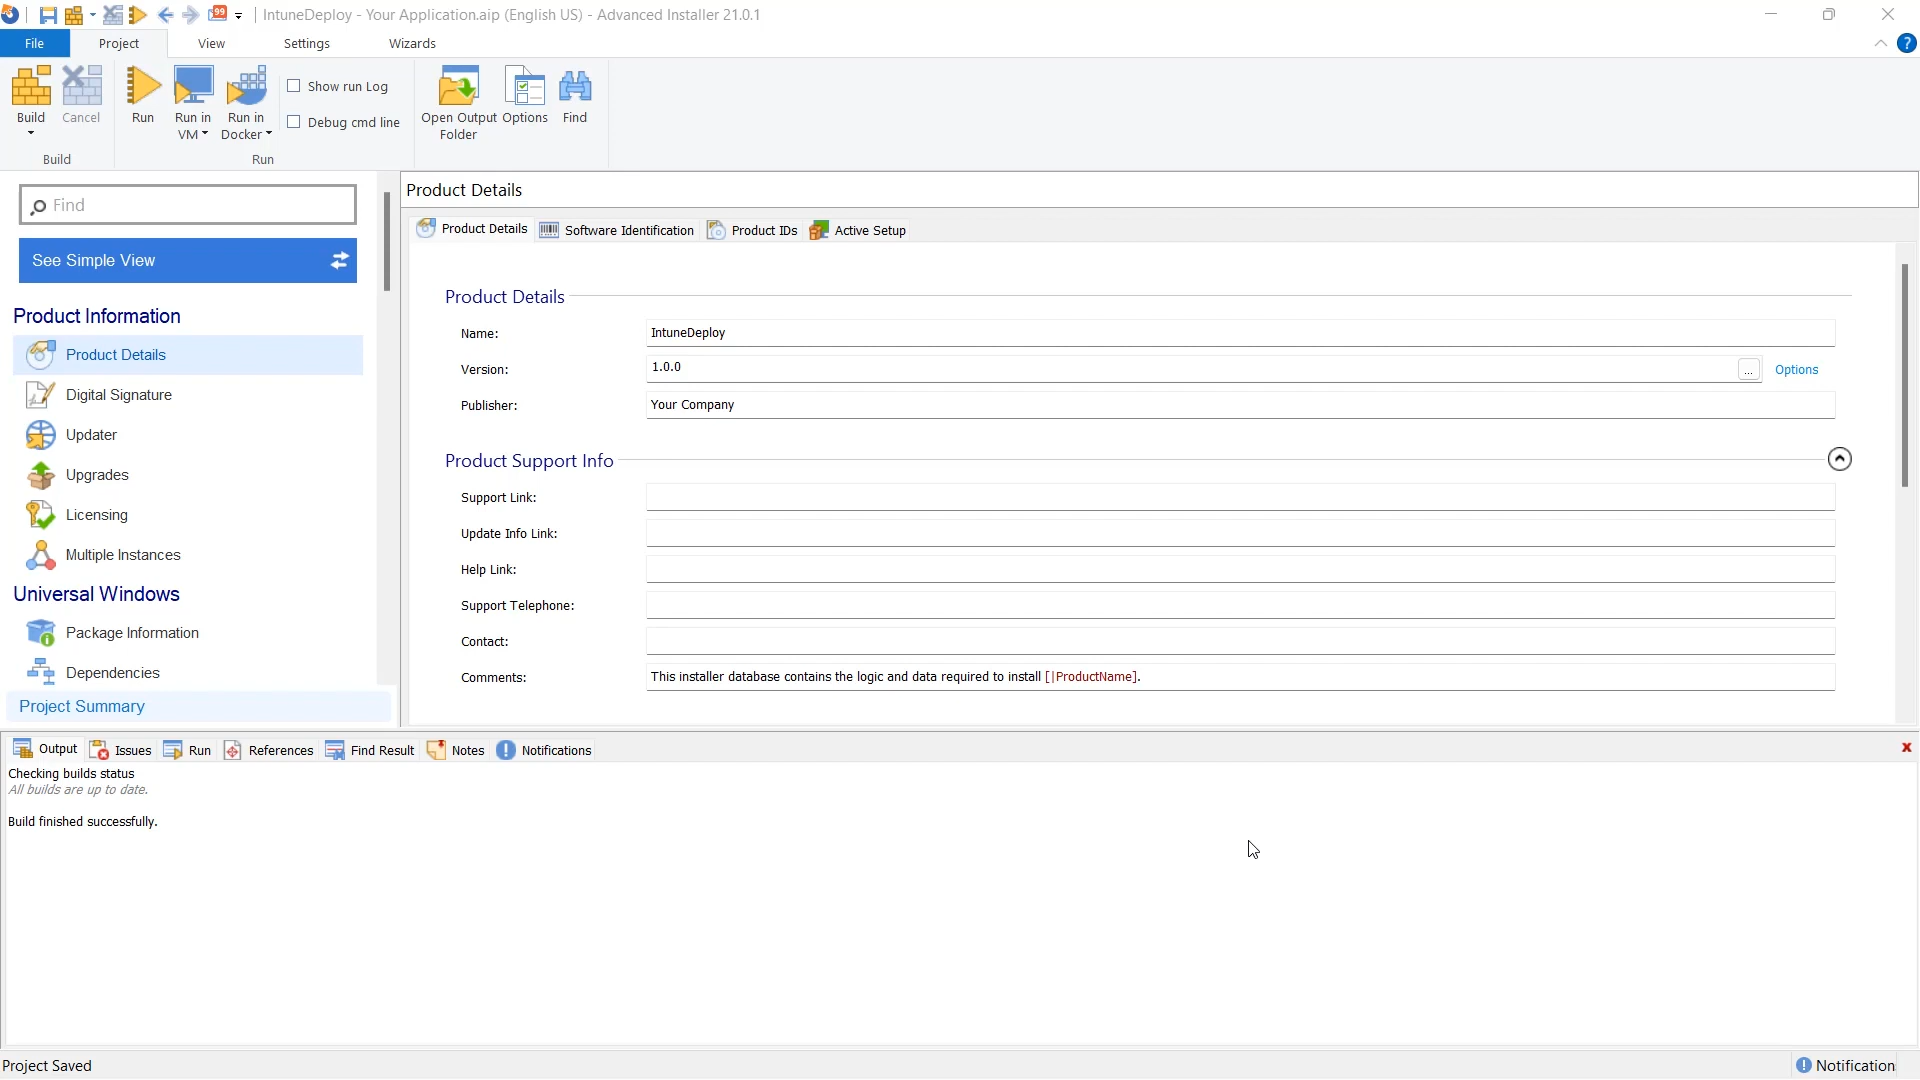 99
IntuneDeploy - Your Application.aip (English US) - Advanced Installer 21.0.1
File
Project
View
Settings
Wizards
?
Build
Cancel
Run
Run in
VM
Run in
Docker
Show run Log
Debug cmd line
Open Output
Folder
Options
Find
Build
Run
Find
See Simple View
Product Information
Product Details
Digital Signature
Updater
Upgrades
Licensing
Multiple Instances
Universal Windows
Package Information
Dependencies
Project Summary
Product Details
Product Details
Software Identification
Product IDs
Active Setup
Product Details
Name:
IntuneDeploy
Version:
1.0.0
...
Options
Publisher:
Your Company
Product Support Info
Support Link:
Update Info Link:
Help Link:
Support Telephone:
Contact:
Comments:
This installer database contains the logic and data required to install [|ProductName].
Output
Issues
Run
References
Find Result
Notes
Notifications
Checking builds status
All builds are up to date.
Build finished successfully.
Project Saved
Notification